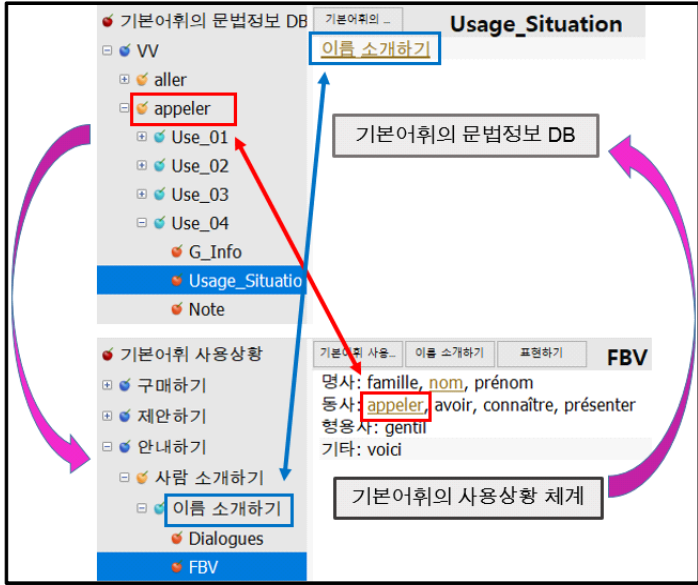 기본어휘의 문법정보 DB
VV
aller
appeler
Use_01
Use_02
Use_03
Use_04
G_Info
Usage_Situatio
Note
기본어휘의 ...
Usage_Situation
이름 소개하기
기본어휘의 문법정보 DB
기본어휘 사용상황
구매하기
제안하기
안내하기
사람 소개하기
이름 소개하기
Dialogues
FBV
기본어휘 사용... 이름 소개하기 표현하기 FBV
명사: famille, nom, prénom
동사: appeler, avoir, connaître, présenter
형용사: gentil
기타: voici
기본어휘의 사용상황 체계